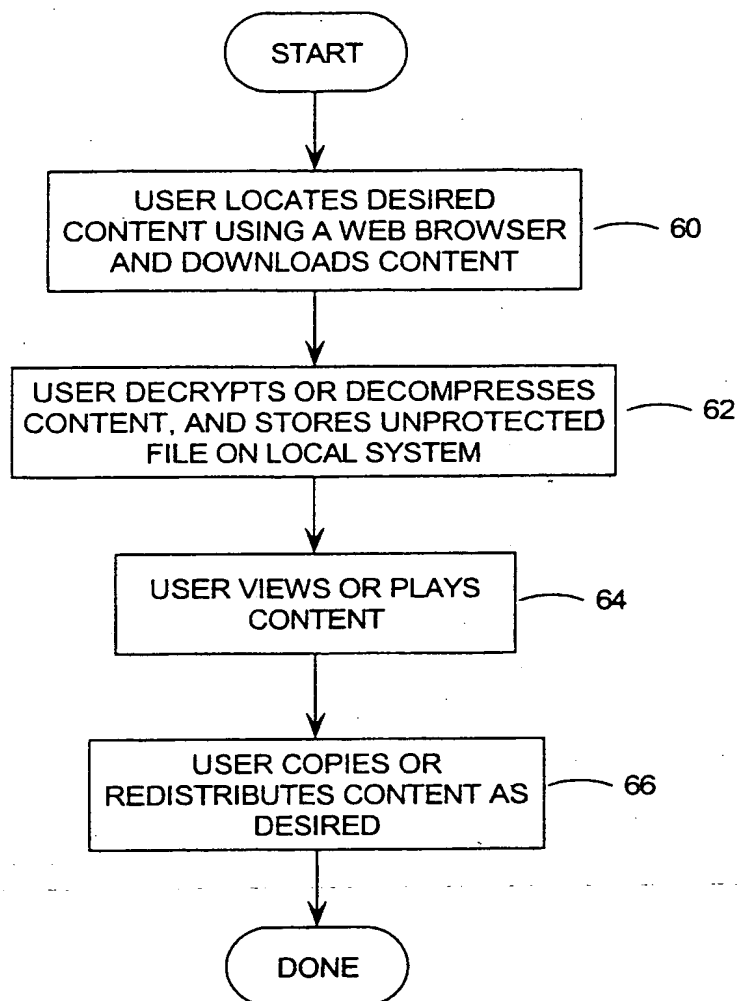 START
USER LOCATES DESIRED
CONTENT USING A WEB BROWSER
AND DOWNLOADS CONTENT
60
USER DECRYPTS OR DECOMPRESSES
CONTENT, AND STORES UNPROTECTED
FILE ON LOCAL SYSTEM
62
USER VIEWS OR PLAYS
CONTENT
64
USER COPIES OR
REDISTRIBUTES CONTENT AS
DESIRED
66
DONE